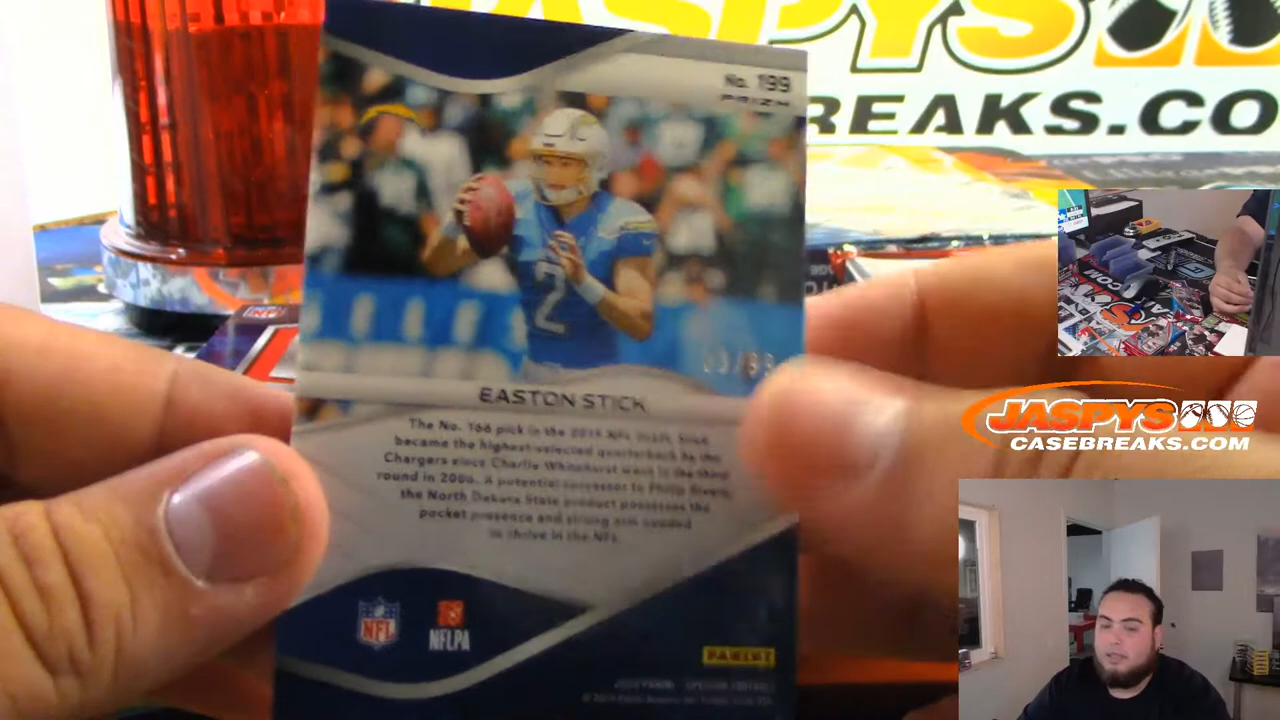 JASPYS
BREAKS.CO
No. 199
PRIZM
2
EASTON STICK
The No. 166 pick in the 2019 NFL Draft, Stick
became the highest-selected quarterback by the
Chargers since Charlie Whitehurst went in the third
round in 2006. A potential successor to Philip Rivers,
the North Dakota State product possesses the
pocket presence and strong arm needed
to thrive in the NFL.
NFL
NFLPA
PANINI
JASPYS
CASEBREAKS.COM